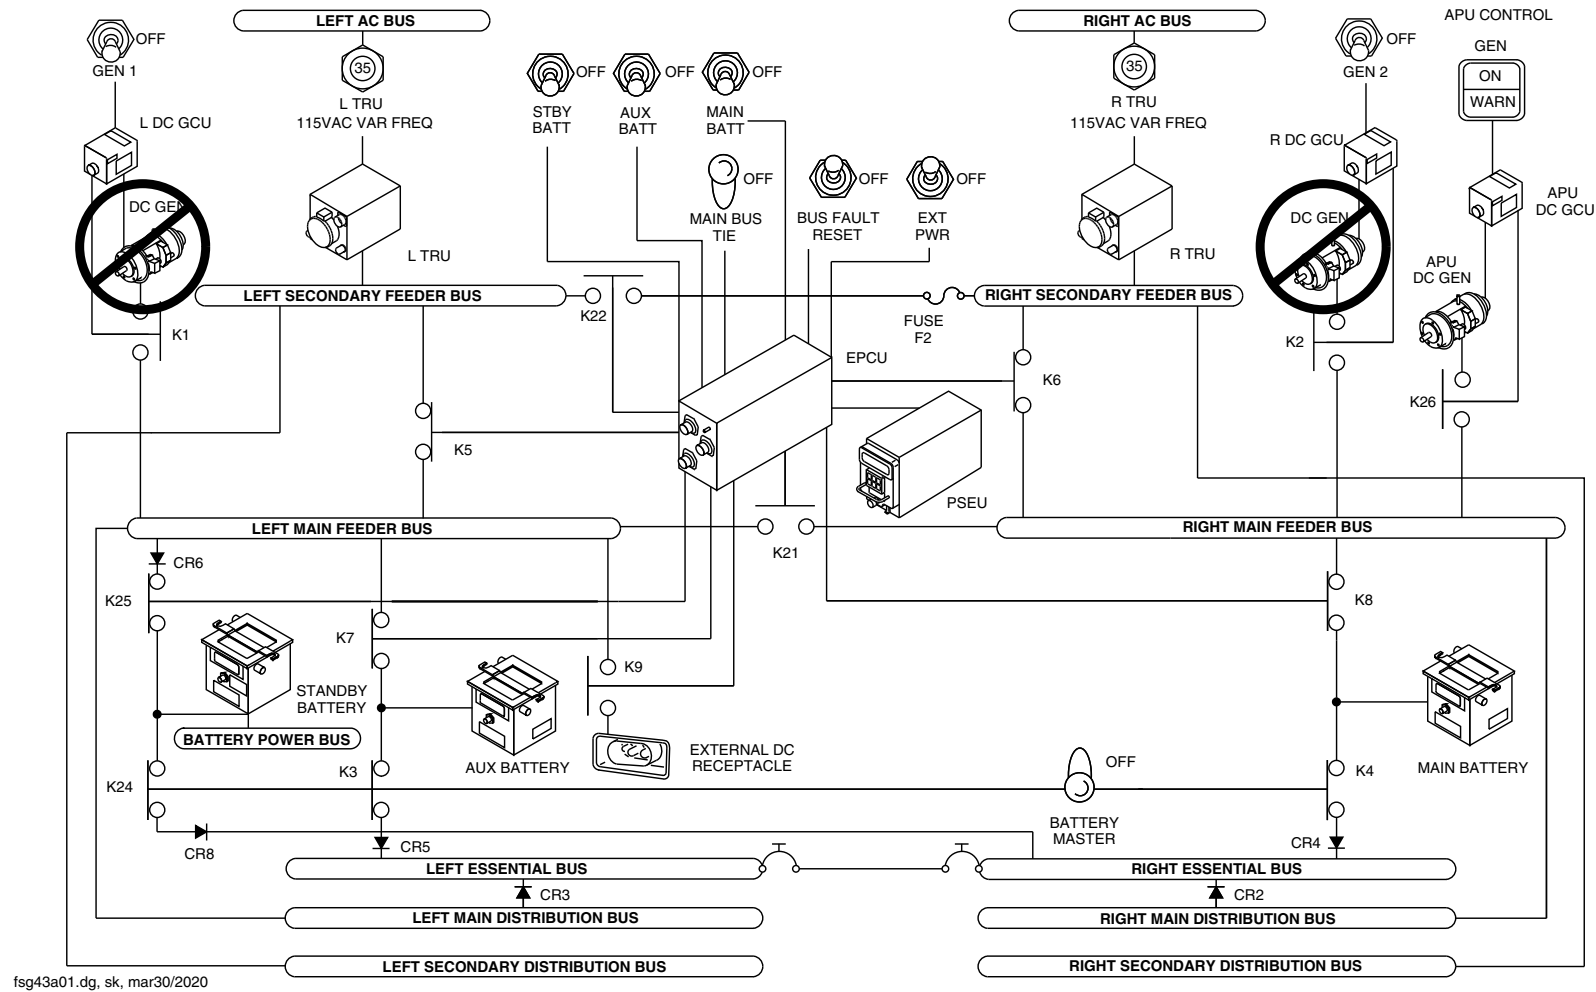 LEFT AC BUS
RIGHT AC BUS
APU CONTROL
OFF
GEN 1
35
L TRU
115VAC VAR FREQ
OFF
STBY
BATT
OFF
AUX
BATT
OFF
MAIN
BATT
35
R TRU
115VAC VAR FREQ
OFF
GEN 2
GEN
ON
WARN
L DC GCU
R DC GCU
DC GEN
OFF
MAIN BUS
TIE
OFF
BUS FAULT
RESET
OFF
EXT
PWR
DC GEN
APU
DC GCU
L TRU
R TRU
APU
DC GEN
LEFT SECONDARY FEEDER BUS
K22
FUSE
F2
RIGHT SECONDARY FEEDER BUS
K1
K2
EPCU
K6
K26
K5
PSEU
LEFT MAIN FEEDER BUS
K21
RIGHT MAIN FEEDER BUS
CR6
K25
K8
K7
K9
STANDBY
BATTERY
BATTERY POWER BUS
AUX BATTERY
EXTERNAL DC
RECEPTACLE
MAIN BATTERY
K24
K3
OFF
K4
BATTERY
MASTER
CR8
CR5
CR4
LEFT ESSENTIAL BUS
RIGHT ESSENTIAL BUS
CR3
CR2
LEFT MAIN DISTRIBUTION BUS
RIGHT MAIN DISTRIBUTION BUS
LEFT SECONDARY DISTRIBUTION BUS
RIGHT SECONDARY DISTRIBUTION BUS
fsg43a01.dg, sk, mar30/2020